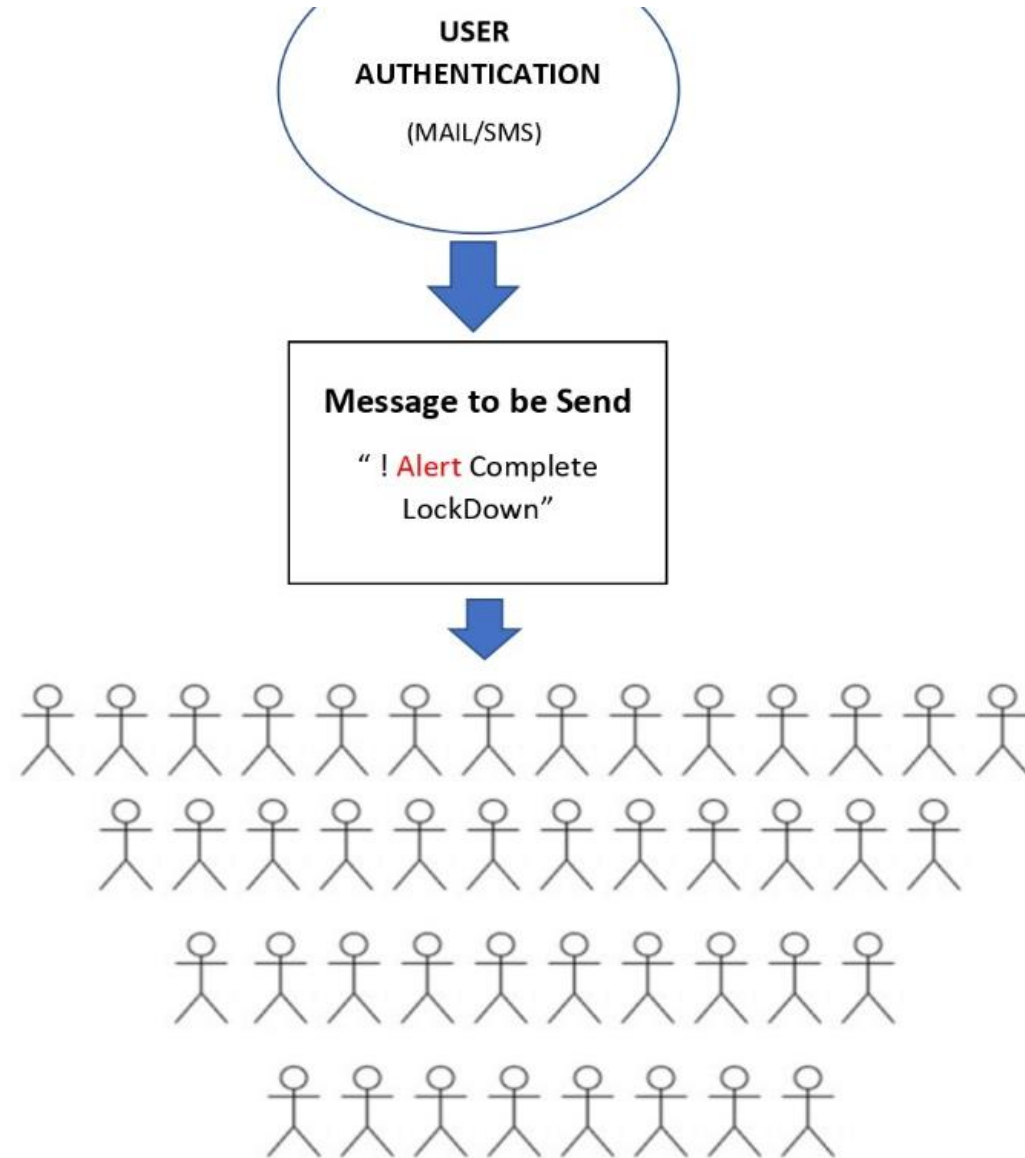 USER
AUTHENTICATION
(MAIL/SMS)
Message to be Send
“ ! Alert Complete
LockDown”